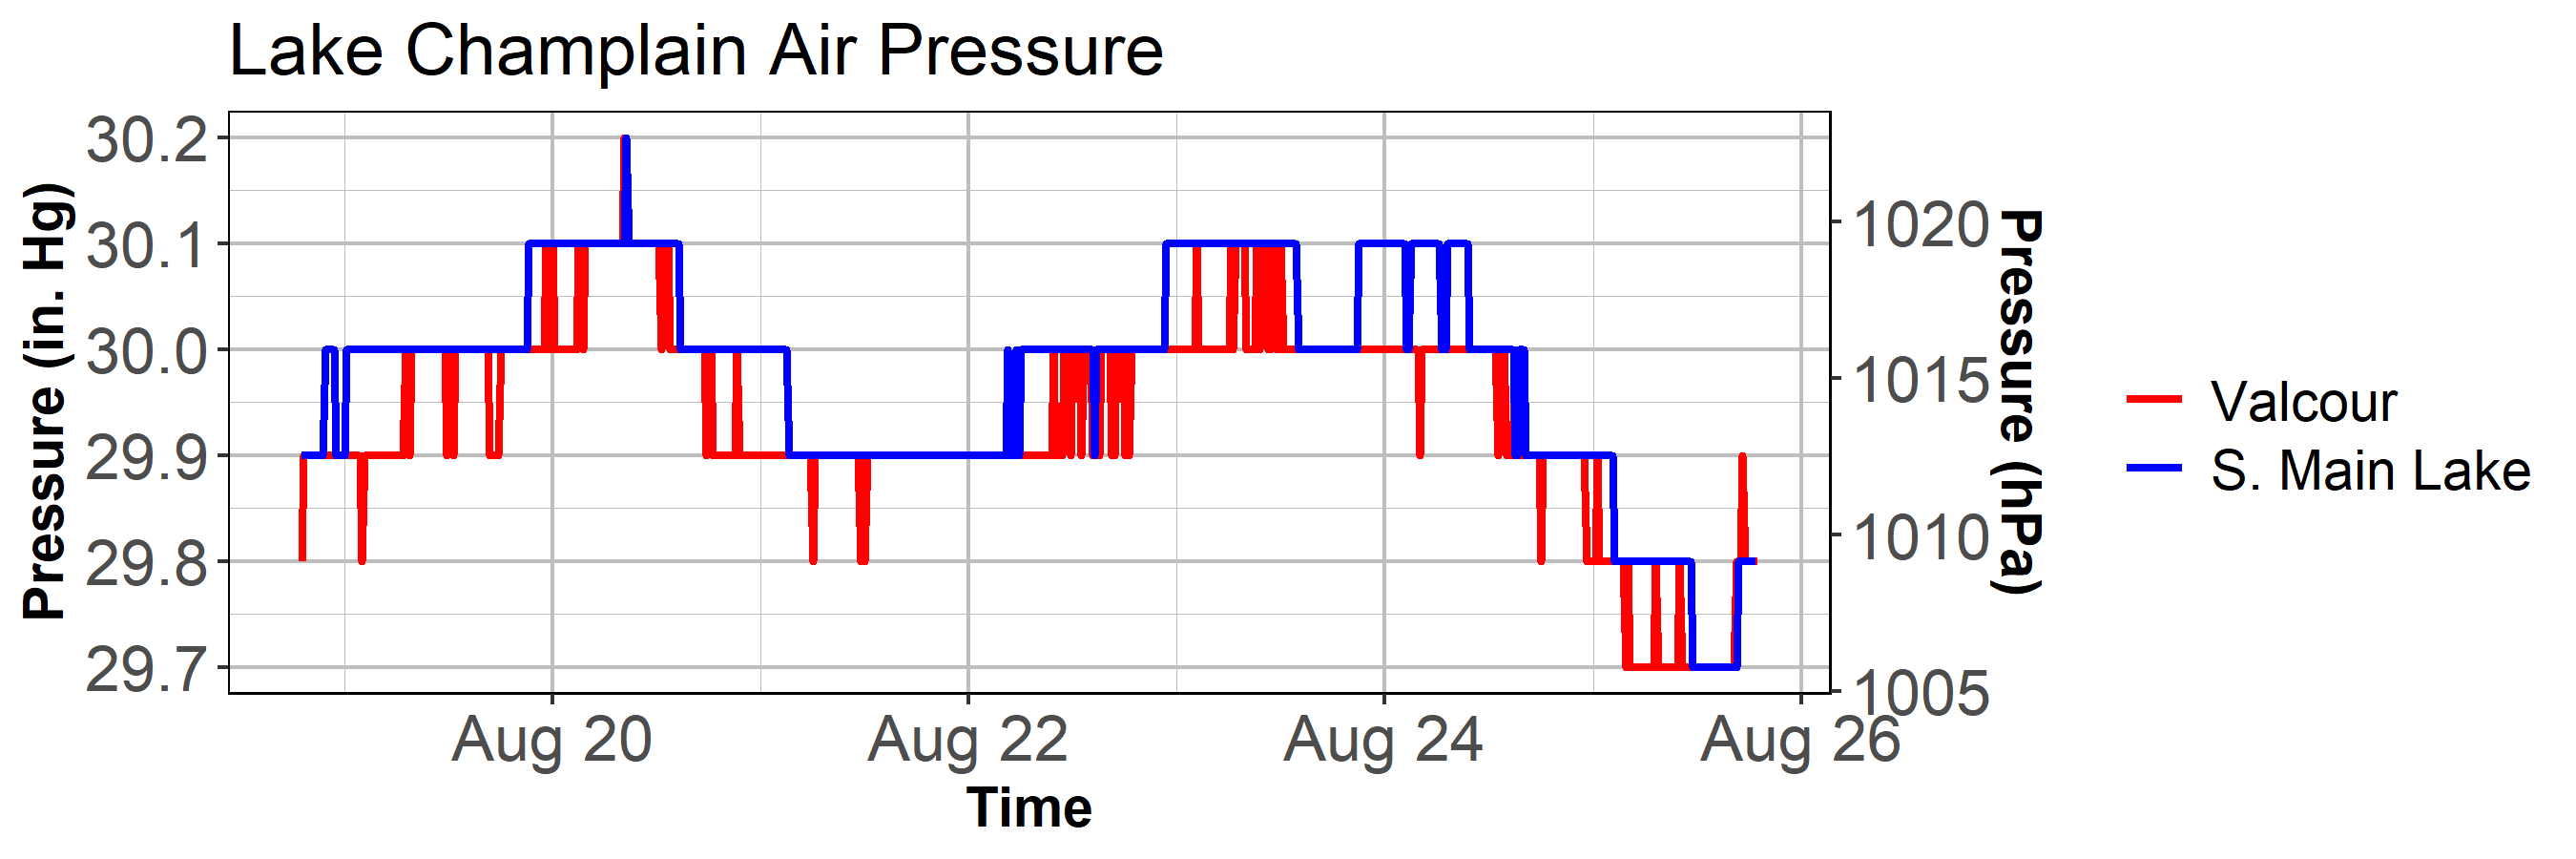 Lake Champlain Air Pressure
Pressure (in. Hg)
30.2
30.1
30.0
29.9
29.8
29.7
1020
1015
1010
1005
Pressure (hPa)
Aug 20
Aug 22
Aug 24
Aug 26
Time
Valcour
S. Main Lake